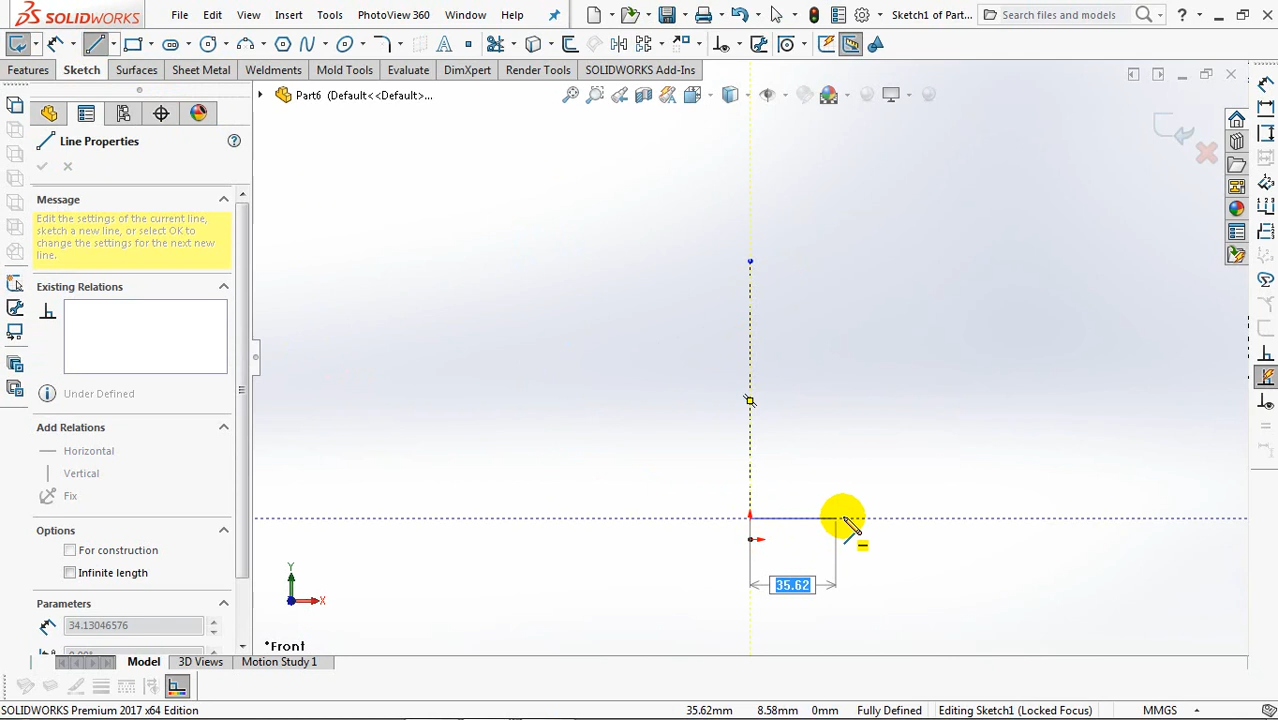 SOLIDWORKS File Edit View Insert Tools PhotoView 360 Window Help Sketch1 of Part... Search files and models ?
Features Sketch Surfaces Sheet Metal Weldments Mold Tools Evaluate DimXpert Render Tools SOLIDWORKS Add-Ins
Part6 (Default<<Default>...
Line Properties
Message
Edit the settings of the current line,
sketch a new line, or select OK to
change the settings for the next new
line.
Existing Relations
Under Defined
Add Relations
Horizontal
Vertical
Fix
Options
For construction
Infinite length
Parameters
34.13046576
35.62
Y
X
*Front
Model 3D Views Motion Study 1
SOLIDWORKS Premium 2017 x64 Edition 35.62mm 8.58mm 0mm Fully Defined Editing Sketch1 (Locked Focus) MMGS